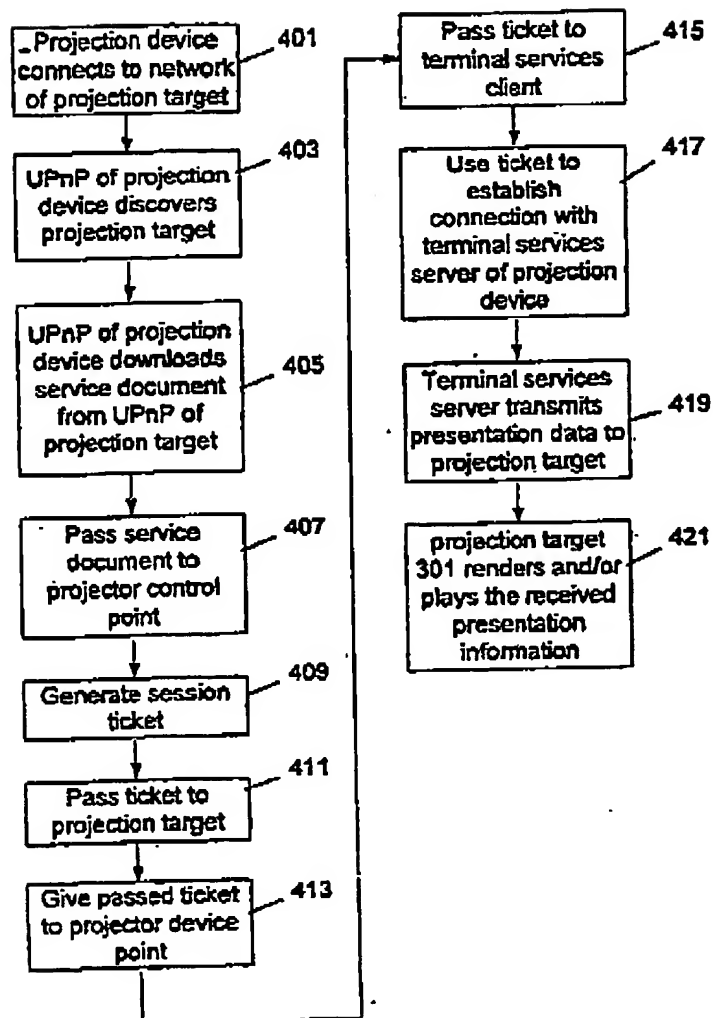 Projection device
connects to network
of projection target
401
UPnP of projection
device discovers
projection target
403
UPnP of projection
device downloads
service document
from UPnP of
projection target
405
Pass service
document to
projector control
point
407
Generate session
ticket
409
Pass ticket to
projection target
411
Give passed ticket
to projector device
point
413
Pass ticket to
terminal services
client
415
Use ticket to
establish
connection with
terminal services
server of projection
device
417
Terminal services
server transmits
presentation data to
projection target
419
projection target
301 renders and/or
plays the received
presentation
information
421